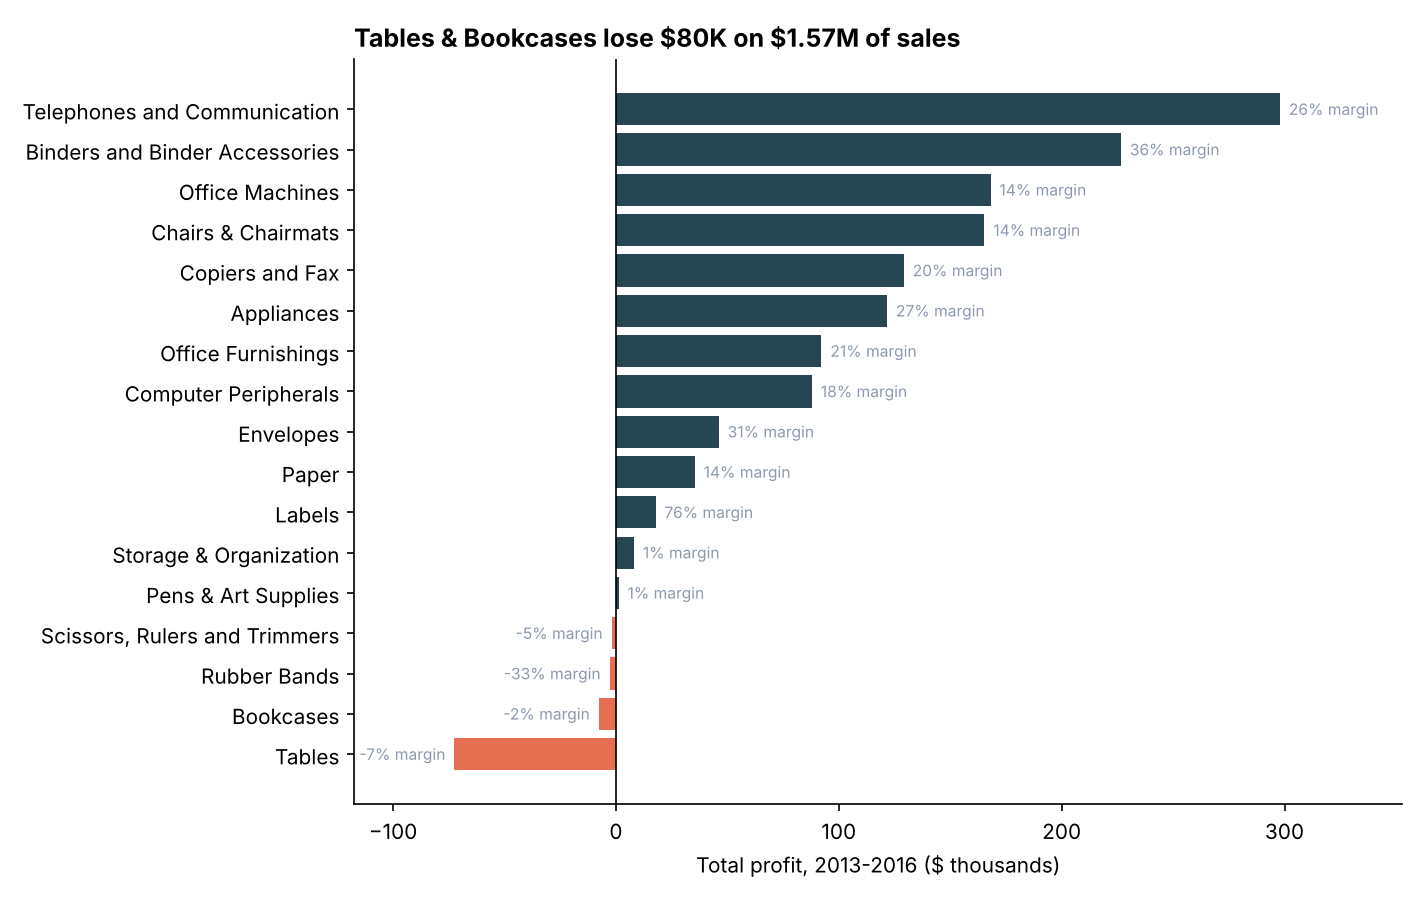 Tables & Bookcases lose $80K on $1.57M of sales
Telephones and Communication 26% margin
Binders and Binder Accessories 36% margin
Office Machines 14% margin
Chairs & Chairmats 14% margin
Copiers and Fax 20% margin
Appliances 27% margin
Office Furnishings 21% margin
Computer Peripherals 18% margin
Envelopes 31% margin
Paper 14% margin
Labels 76% margin
Storage & Organization 1% margin
Pens & Art Supplies 1% margin
Scissors, Rulers and Trimmers -5% margin
Rubber Bands -33% margin
Bookcases -2% margin
Tables -7% margin
−100 0 100 200 300
Total profit, 2013-2016 ($ thousands)